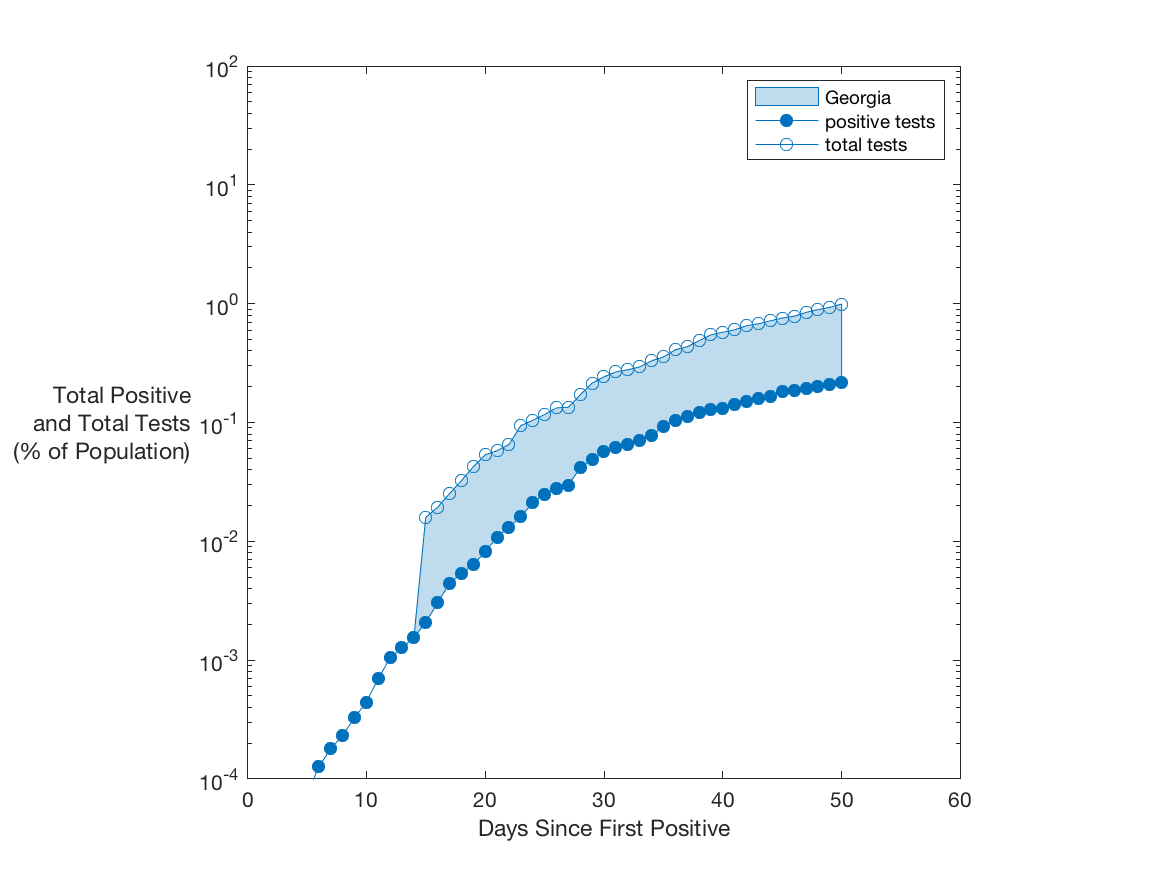 10^2
10^1
10^0
10^-1
10^-2
10^-3
10^-4
Georgia
positive tests
total tests
Total Positive
and Total Tests
(% of Population)
0 10 20 30 40 50 60
Days Since First Positive